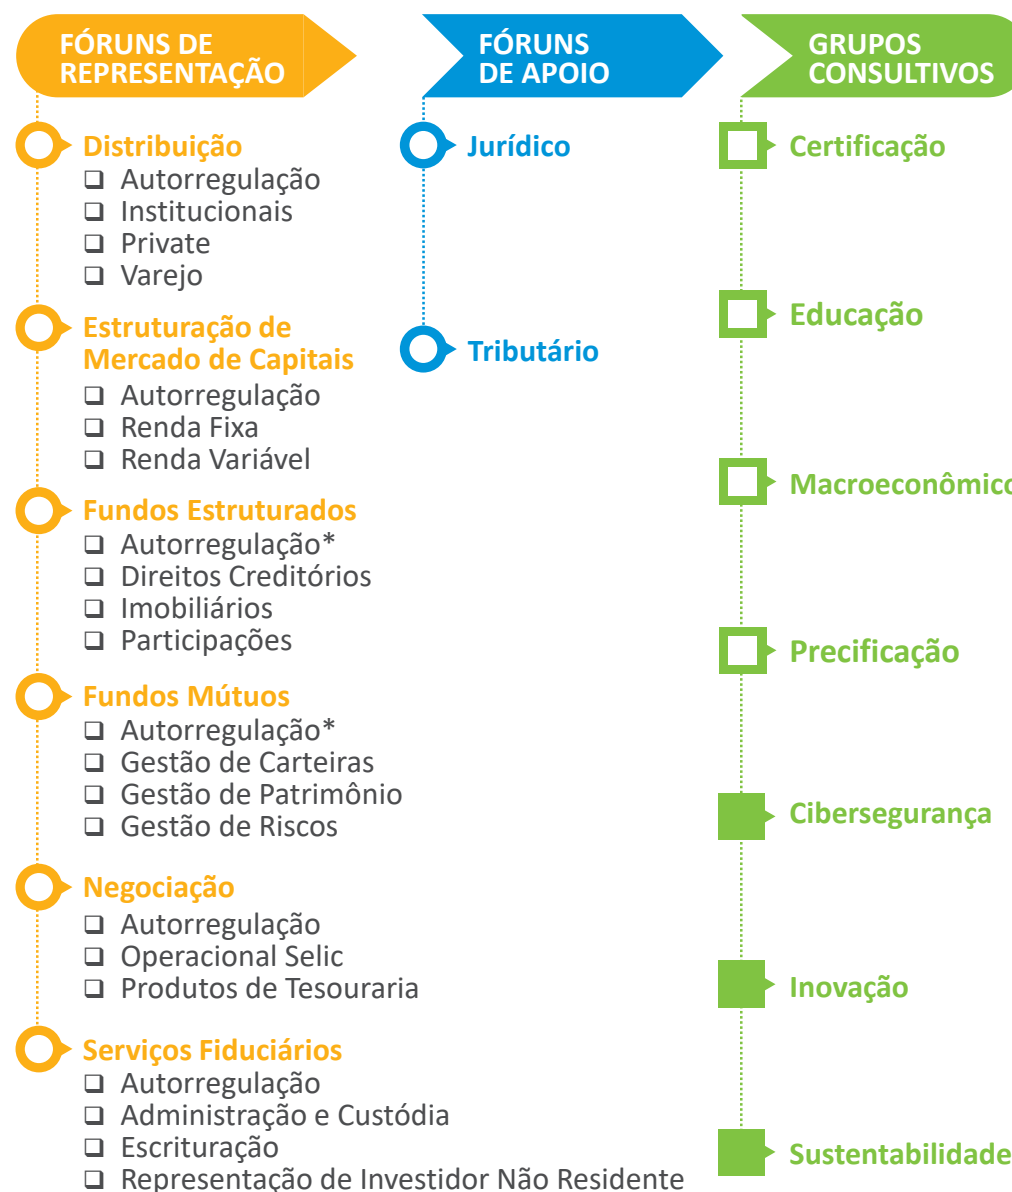 FÓRUNS DE
REPRESENTAÇÃO
Distribuição
Autorregulação
Institucionais
Private
Varejo
Estruturação de
Mercado de Capitais
Autorregulação
Renda Fixa
Renda Variável
Fundos Estruturados
Autorregulação*
Direitos Creditórios
Imobiliários
Participações
Fundos Mútuos
Autorregulação*
Gestão de Carteiras
Gestão de Patrimônio
Gestão de Riscos
Negociação
Autorregulação
Operacional Selic
Produtos de Tesouraria
Serviços Fiduciários
Autorregulação
Administração e Custódia
Escrituração
Representação de Investidor Não Residente
FÓRUNS
DE APOIO
Jurídico
Tributário
GRUPOS
CONSULTIVOS
Certificação
Educação
Macroeconômico
Precificação
Cibersegurança
Inovação
Sustentabilidade